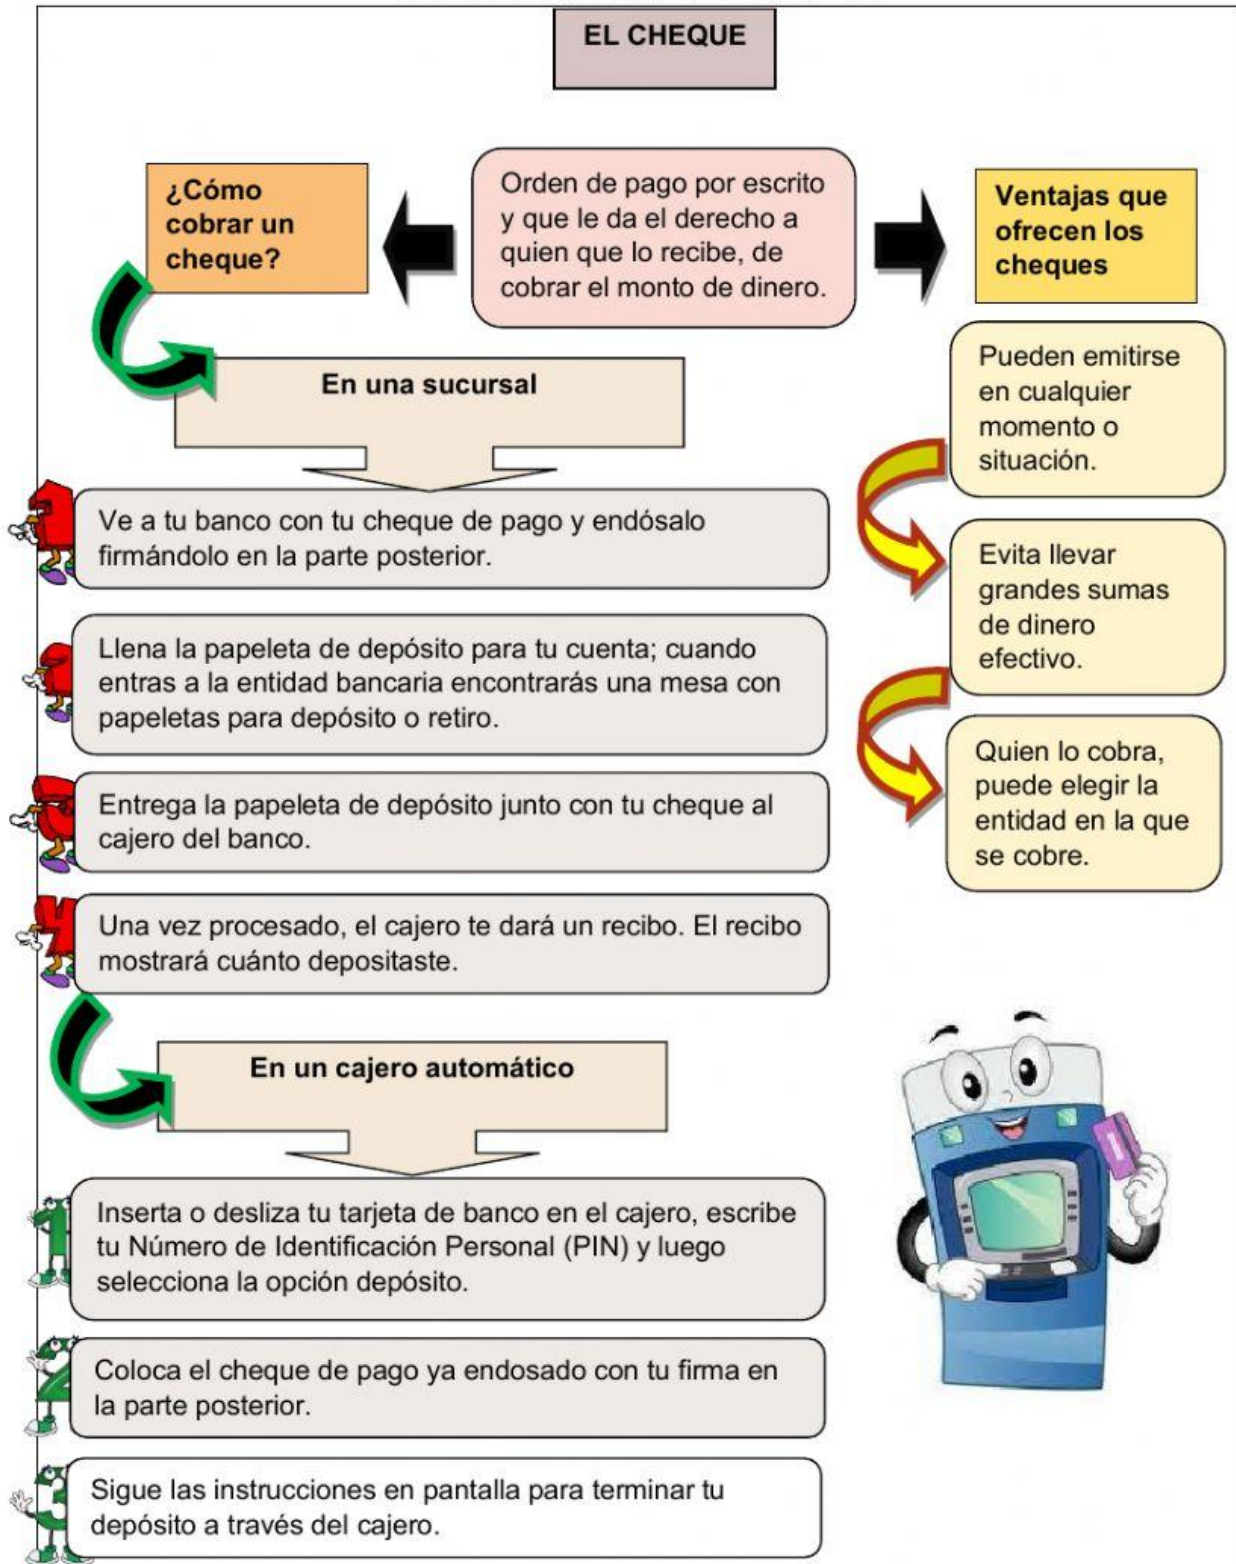 EL CHEQUE
¿Cómo
cobrar un
cheque?
Orden de pago por escrito
y que le da el derecho a
quien que lo recibe, de
cobrar el monto de dinero.
Ventajas que
ofrecen los
cheques
En una sucursal
1
Ve a tu banco con tu cheque de pago y endósalo
firmándolo en la parte posterior.
2
Llena la papeleta de depósito para tu cuenta; cuando
entras a la entidad bancaria encontrarás una mesa con
papeletas para depósito o retiro.
3
Entrega la papeleta de depósito junto con tu cheque al
cajero del banco.
4
Una vez procesado, el cajero te dará un recibo. El recibo
mostrará cuánto depositaste.
Pueden emitirse
en cualquier
momento o
situación.
Evita llevar
grandes sumas
de dinero
efectivo.
Quien lo cobra,
puede elegir la
entidad en la que
se cobre.
En un cajero automático
1
Inserta o desliza tu tarjeta de banco en el cajero, escribe
tu Número de Identificación Personal (PIN) y luego
selecciona la opción depósito.
2
Coloca el cheque de pago ya endosado con tu firma en
la parte posterior.
3
Sigue las instrucciones en pantalla para terminar tu
depósito a través del cajero.